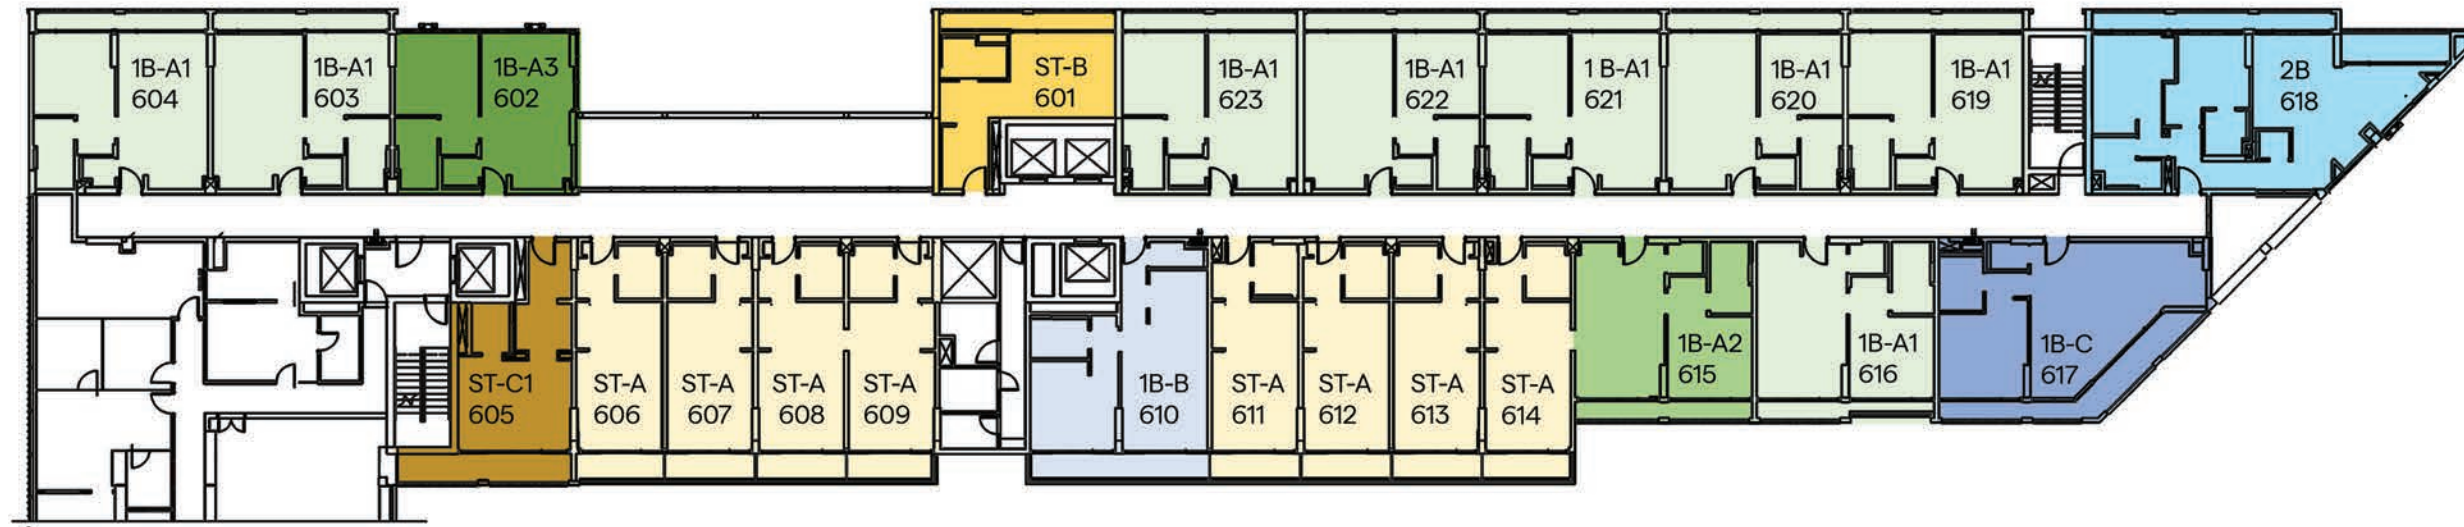 1B-A1
604
1B-A1
603
1B-A3
602
ST-B
601
1B-A1
623
1B-A1
622
1 B-A1
621
1B-A1
620
1B-A1
619
2B
618
ST-C1
605
ST-A
606
ST-A
607
ST-A
608
ST-A
609
1B-B
610
ST-A
611
ST-A
612
ST-A
613
ST-A
614
1B-A2
615
1B-A1
616
1B-C
617